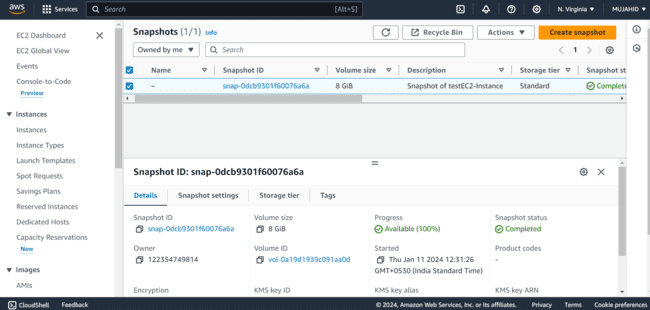 aws
Services
Search [Alt+S]
N. Virginia
MUJAHID
EC2 Dashboard
EC2 Global View
Events
Console-to-Code
Preview
Instances
Instances
Instance Types
Launch Templates
Spot Requests
Savings Plans
Reserved Instances
Dedicated Hosts
Capacity Reservations
New
Images
AMIs
Snapshots (1/1) Info
Recycle Bin
Actions
Create snapshot
Owned by me
Search
1
Name Snapshot ID Volume size Description Storage tier Snapshot st
– snap-0dcb9301f60076a6a 8 GiB Snapshot of testEC2-Instance Standard Complete
Snapshot ID: snap-0dcb9301f60076a6a
Details Snapshot settings Storage tier Tags
Snapshot ID Volume size Progress Snapshot status
snap-0dcb9301f60076a6a 8 GiB Available (100%) Completed
Owner Volume ID Started Product codes
122354749814 vol-0a19d1939c091aa0d Thu Jan 11 2024 12:31:26 -
GMT+0530 (India Standard Time)
Encryption KMS key ID KMS key alias KMS key ARN
CloudShell Feedback © 2024, Amazon Web Services, Inc. or its affiliates. Privacy Terms Cookie preferences